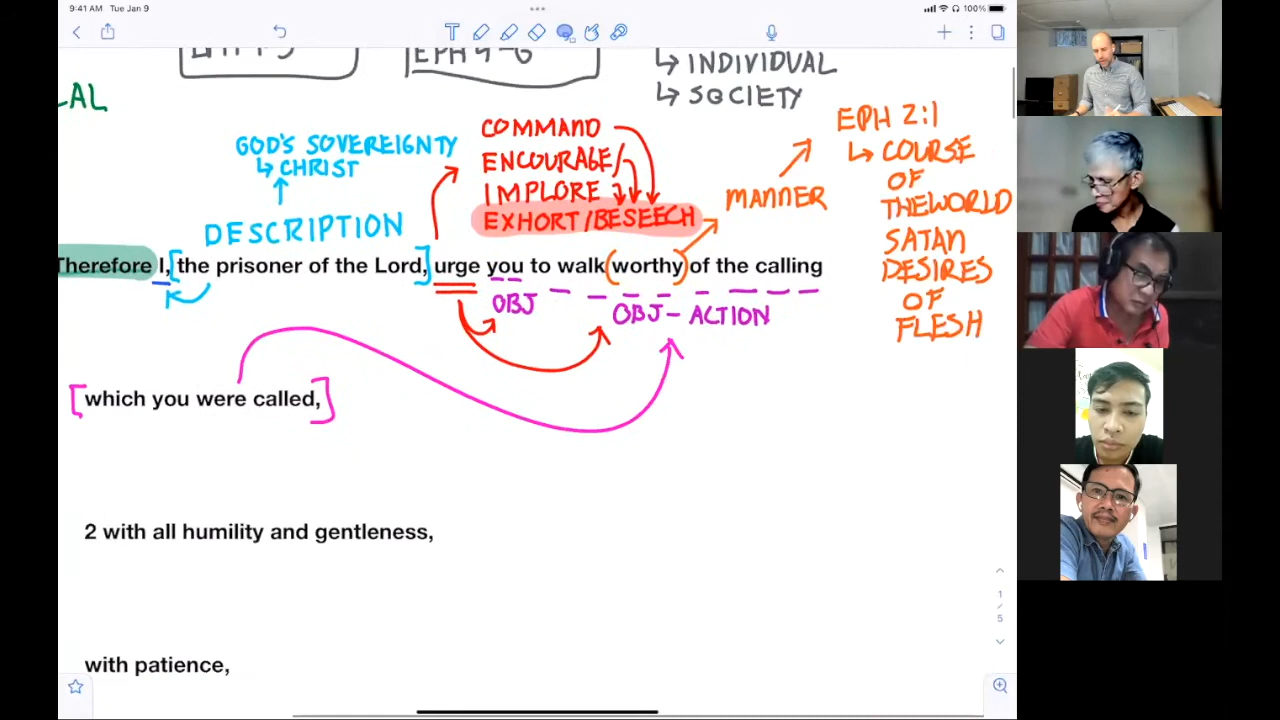 9:41 AM Tue Jan 9
100%
EPH 4-6
↳ INDIVIDUAL
↳ SOCIETY
GOD'S SOVEREIGNTY
↳ CHRIST
DESCRIPTION
COMMAND
ENCOURAGE/
IMPLORE
EXHORT/BESEECH
MANNER
EPH 2:1
↳ COURSE
OF
THE WORLD
SATAN
DESIRES
OF
FLESH
Therefore I, [the prisoner of the Lord,] urge you to walk (worthy) of the calling
OBJ
OBJ - ACTION
[which you were called,]
2 with all humility and gentleness,
with patience,
1
/
5